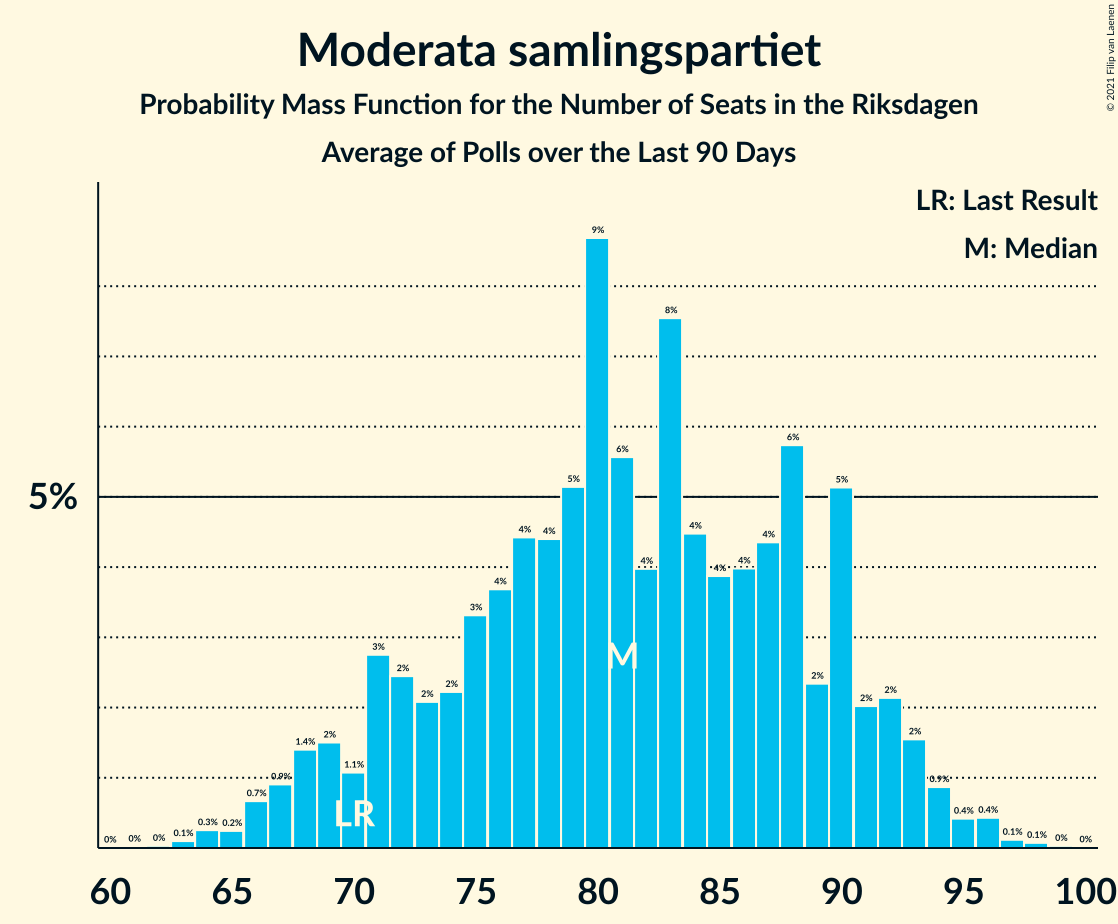 Moderata samlingspartiet
Probability Mass Function for the Number of Seats in the Riksdagen
Average of Polls over the Last 90 Days
© 2021 Filip van Laenen
LR: Last Result
M: Median
5%
0% 0% 0% 0.1% 0.3% 0.2% 0.7% 0.9% 1.4% 2% 1.1% 3% 2% 2% 2% 3% 4% 4% 4% 5% 9% 6% 4% 8% 4% 4% 4% 4% 6% 2% 5% 2% 2% 2% 0.9% 0.4% 0.4% 0.1% 0.1% 0% 0%
M
LR
60 65 70 75 80 85 90 95 100